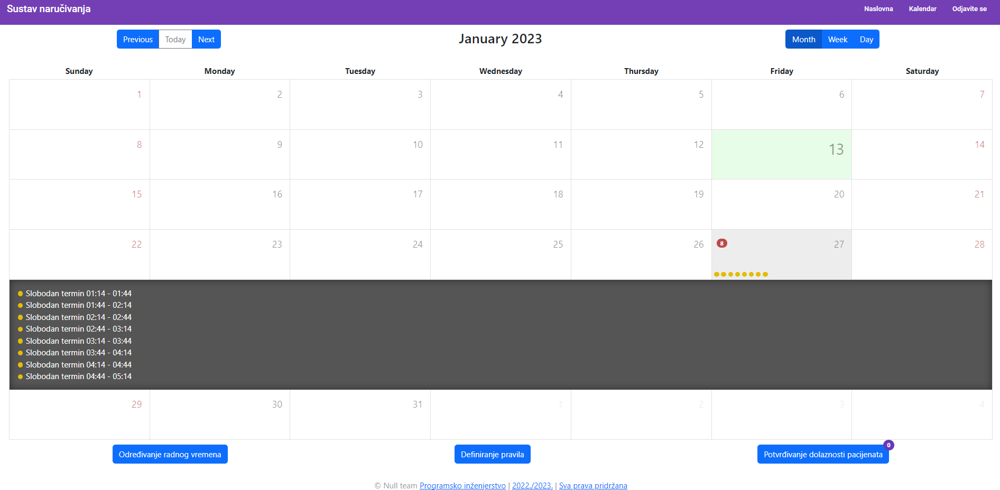 Sustav naručivanja Naslovna Kalendar Odjavite se
Previous Today Next January 2023 Month Week Day
Sunday Monday Tuesday Wednesday Thursday Friday Saturday
1 2 3 4 5 6 7
8 9 10 11 12 13 14
15 16 17 18 19 20 21
22 23 24 25 26 8 27 28
Slobodan termin 01:14 - 01:44
Slobodan termin 01:44 - 02:14
Slobodan termin 02:14 - 02:44
Slobodan termin 02:44 - 03:14
Slobodan termin 03:14 - 03:44
Slobodan termin 03:44 - 04:14
Slobodan termin 04:14 - 04:44
Slobodan termin 04:44 - 05:14
29 30 31 1 2 3 4
Određivanje radnog vremena Definiranje pravila Potvrđivanje dolaznosti pacijenata 0
© Null team Programsko inženjerstvo | 2022./2023. | Sva prava pridržana